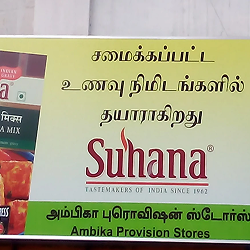 சமைக்கப்பட்ட
உணவு நிமிடங்களில்
தயாராகிறது
मिक्स
A MIX
Suhana
TASTEMAKERS OF INDIA SINCE 1962
அம்பிகா புரொவிஷன் ஸ்டோர்ஸ்
Ambika Provision Stores